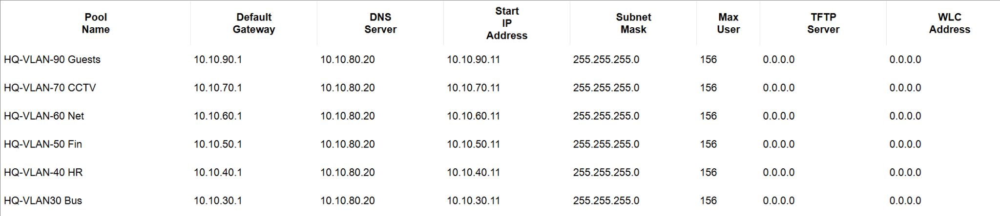 Pool Name	Default Gateway	DNS Server	Start IP Address	Subnet Mask	Max User	TFTP Server	WLC Address
HQ-VLAN-90 Guests	10.10.90.1	10.10.80.20	10.10.90.11	255.255.255.0	156	0.0.0.0	0.0.0.0
HQ-VLAN-70 CCTV	10.10.70.1	10.10.80.20	10.10.70.11	255.255.255.0	156	0.0.0.0	0.0.0.0
HQ-VLAN-60 Net	10.10.60.1	10.10.80.20	10.10.60.11	255.255.255.0	156	0.0.0.0	0.0.0.0
HQ-VLAN-50 Fin	10.10.50.1	10.10.80.20	10.10.50.11	255.255.255.0	156	0.0.0.0	0.0.0.0
HQ-VLAN-40 HR	10.10.40.1	10.10.80.20	10.10.40.11	255.255.255.0	156	0.0.0.0	0.0.0.0
HQ-VLAN30 Bus	10.10.30.1	10.10.80.20	10.10.30.11	255.255.255.0	156	0.0.0.0	0.0.0.0